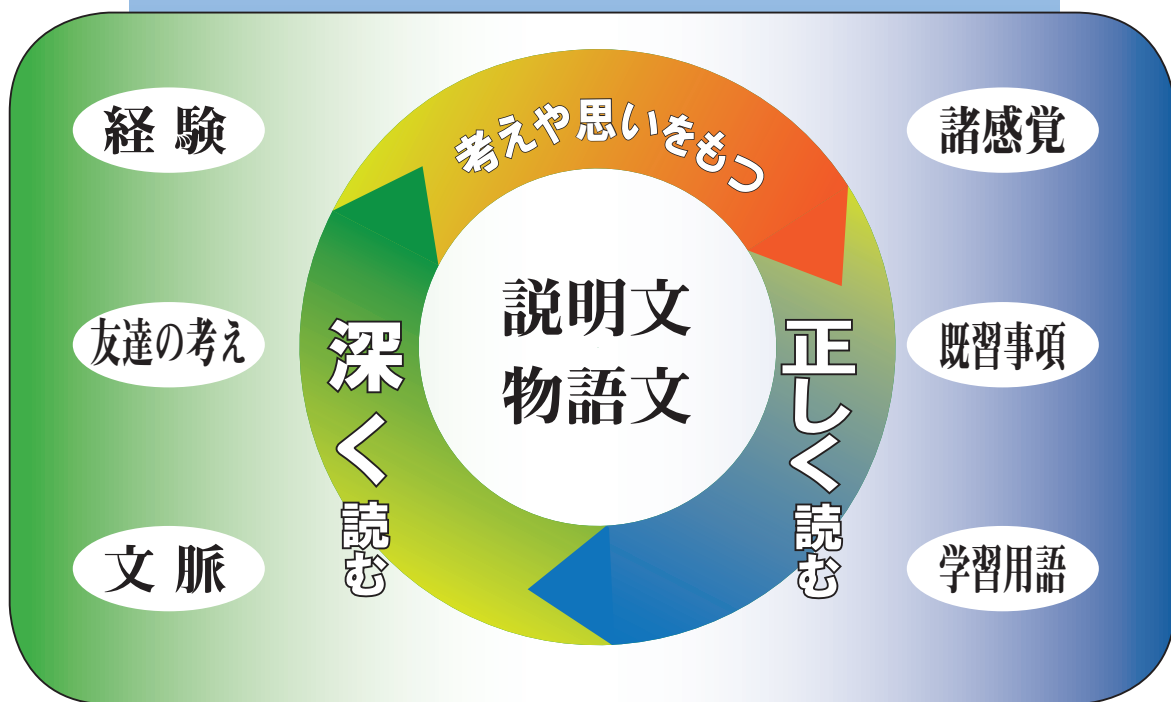 考えや思いをもつ
正しく読む
深く読む
説明文
物語文
経験
友達の考え
文脈
諸感覚
既習事項
学習用語